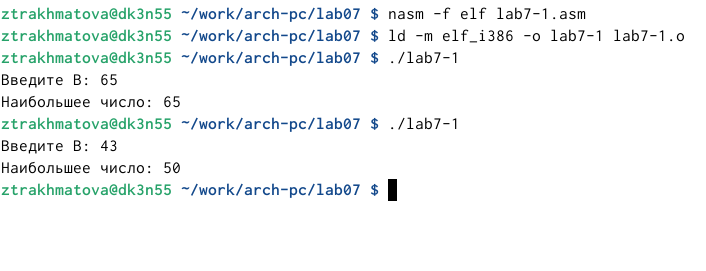 ztrakhmatova@dk3n55 ~/work/arch-pc/lab07 $ nasm -f elf lab7-1.asm
ztrakhmatova@dk3n55 ~/work/arch-pc/lab07 $ ld -m elf_i386 -o lab7-1 lab7-1.o
ztrakhmatova@dk3n55 ~/work/arch-pc/lab07 $ ./lab7-1
Введите В: 65
Наибольшее число: 65
ztrakhmatova@dk3n55 ~/work/arch-pc/lab07 $ ./lab7-1
Введите В: 43
Наибольшее число: 50
ztrakhmatova@dk3n55 ~/work/arch-pc/lab07 $